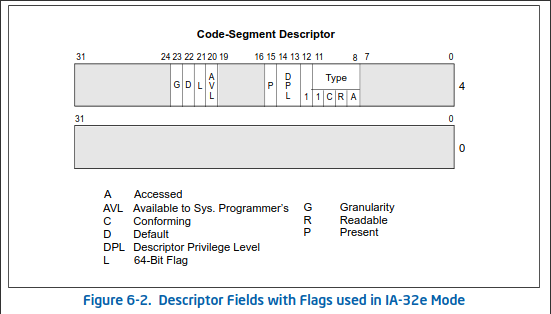 Code-Segment Descriptor
31 24 23 22 21 20 19 16 15 14 13 12 11 8 7 0
G D L AVL P DPL 1 Type 4
1 C R A
31 0
0
A Accessed
AVL Available to Sys. Programmer's
C Conforming
D Default
DPL Descriptor Privilege Level
L 64-Bit Flag
G Granularity
R Readable
P Present
Figure 6-2. Descriptor Fields with Flags used in IA-32e Mode